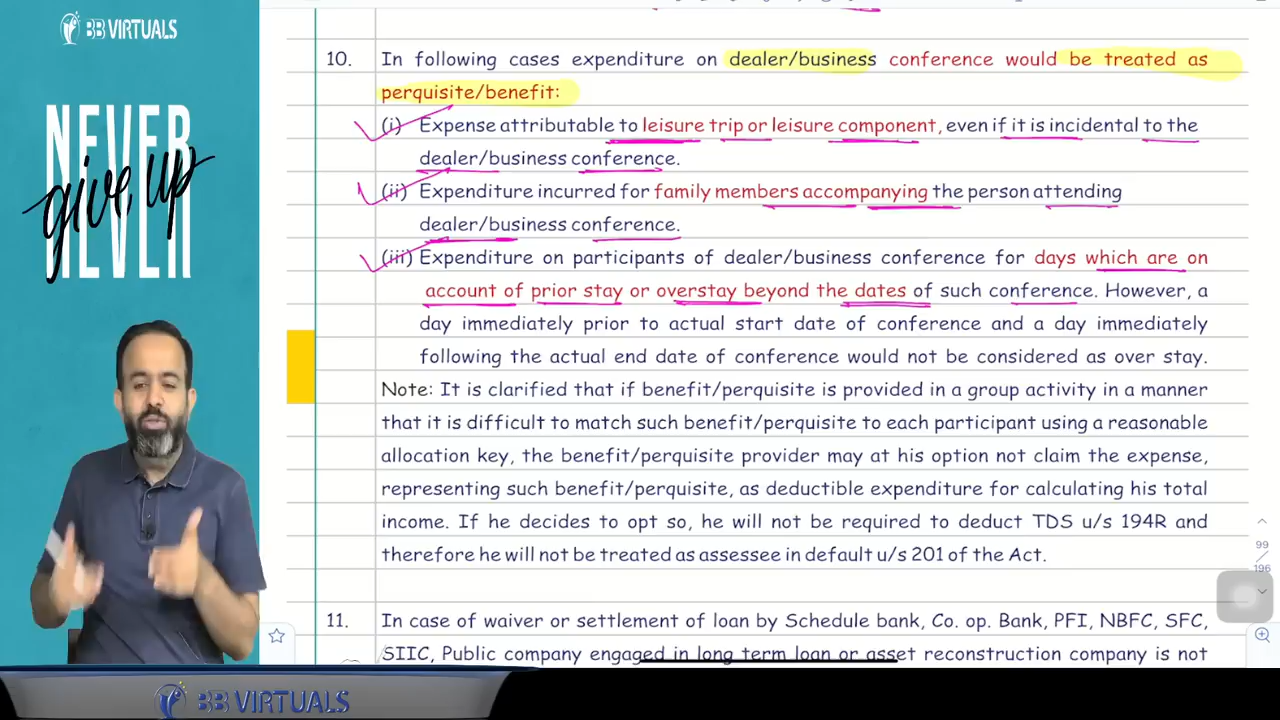 BB VIRTUALS
NEVER
give up
NEVER
10. In following cases expenditure on dealer/business conference would be treated as
perquisite/benefit:
(i) Expense attributable to leisure trip or leisure component, even if it is incidental to the
dealer/business conference.
(ii) Expenditure incurred for family members accompanying the person attending
dealer/business conference.
(iii) Expenditure on participants of dealer/business conference for days which are on
account of prior stay or overstay beyond the dates of such conference. However, a
day immediately prior to actual start date of conference and a day immediately
following the actual end date of conference would not be considered as over stay.
Note: It is clarified that if benefit/perquisite is provided in a group activity in a manner
that it is difficult to match such benefit/perquisite to each participant using a reasonable
allocation key, the benefit/perquisite provider may at his option not claim the expense,
representing such benefit/perquisite, as deductible expenditure for calculating his total
income. If he decides to opt so, he will not be required to deduct TDS u/s 194R and
therefore he will not be treated as assessee in default u/s 201 of the Act.
99
196
11. In case of waiver or settlement of loan by Schedule bank, Co. op. Bank, PFI, NBFC, SFC,
SIIC, Public company engaged in long term loan or asset reconstruction company is not
BB VIRTUALS